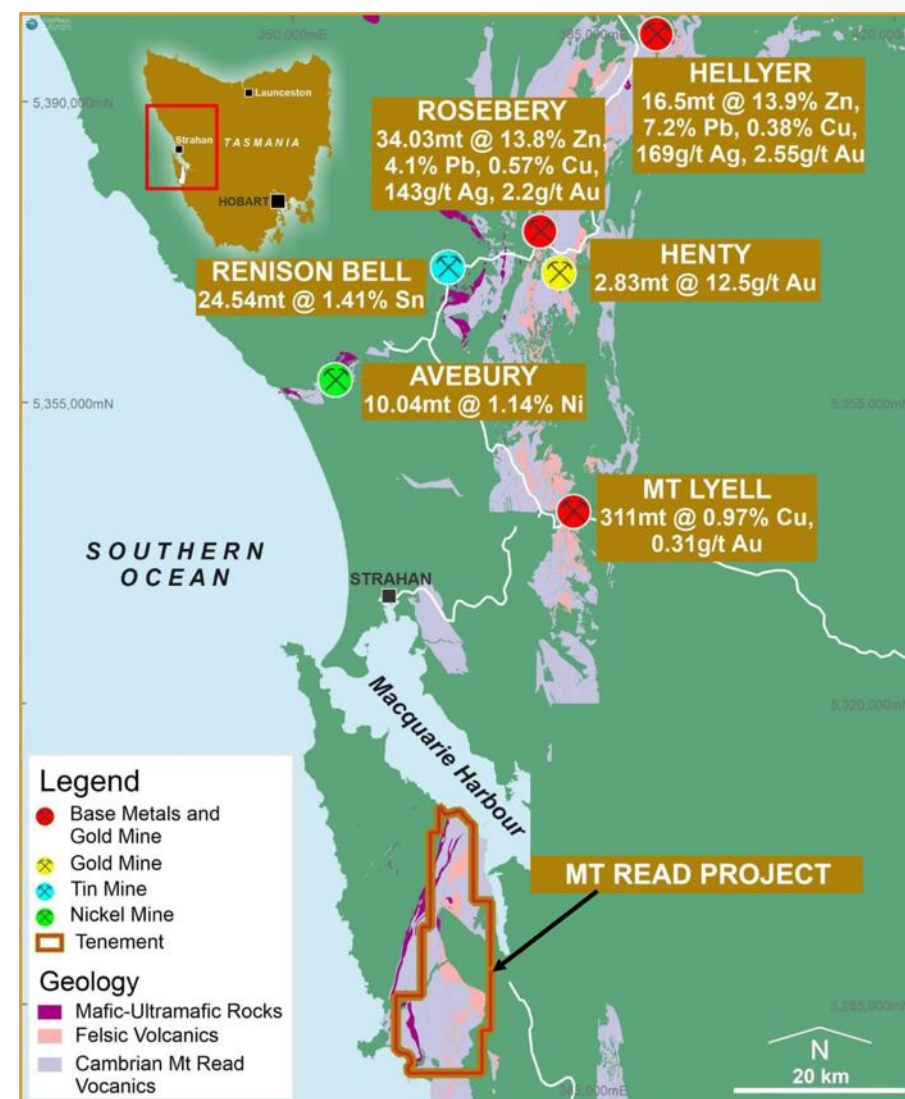 350,000mE
385,000mE
5,390,000mN
Launceston
Strahan
TASMANIA
HOBART
HELLYER
16.5mt @ 13.9% Zn,
7.2% Pb, 0.38% Cu,
169g/t Ag, 2.55g/t Au
ROSEBERY
34.03mt @ 13.8% Zn,
4.1% Pb, 0.57% Cu,
143g/t Ag, 2.2g/t Au
RENISON BELL
24.54mt @ 1.41% Sn
HENTY
2.83mt @ 12.5g/t Au
AVEBURY
10.04mt @ 1.14% Ni
5,355,000mN
5,355,000mN
MT LYELL
311mt @ 0.97% Cu,
0.31g/t Au
SOUTHERN
OCEAN
STRAHAN
Macquarie Harbour
5,320,000mN
MT READ PROJECT
Legend
Base Metals and
Gold Mine
Gold Mine
Tin Mine
Nickel Mine
Tenement
Geology
Mafic-Ultramafic Rocks
Felsic Volcanics
Cambrian Mt Read
Vocanics
5,285,000mN
385,000mE
N
20 km